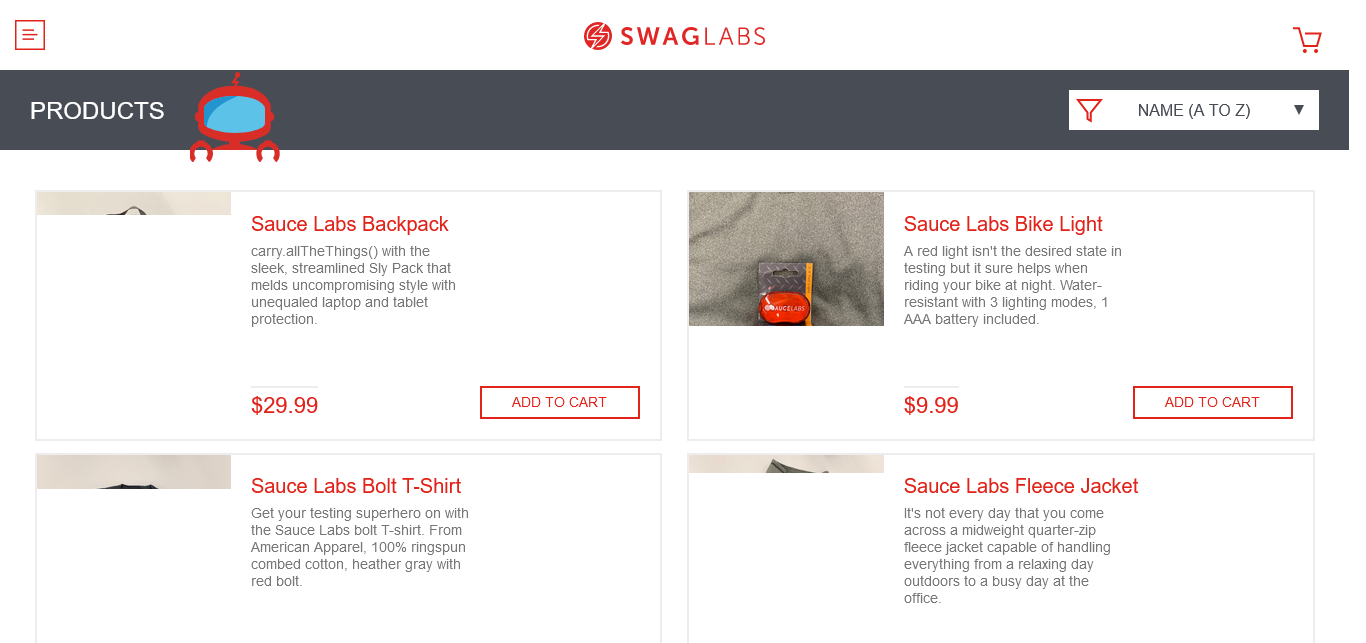 SWAGLABS
PRODUCTS
NAME (A TO Z) ▼
Sauce Labs Backpack
carry.allTheThings() with the
sleek, streamlined Sly Pack that
melds uncompromising style with
unequaled laptop and tablet
protection.
$29.99
ADD TO CART
Sauce Labs Bike Light
A red light isn't the desired state in
testing but it sure helps when
riding your bike at night. Water-
resistant with 3 lighting modes, 1
AAA battery included.
SAUCELABS
$9.99
ADD TO CART
Sauce Labs Bolt T-Shirt
Get your testing superhero on with
the Sauce Labs bolt T-shirt. From
American Apparel, 100% ringspun
combed cotton, heather gray with
red bolt.
Sauce Labs Fleece Jacket
It's not every day that you come
across a midweight quarter-zip
fleece jacket capable of handling
everything from a relaxing day
outdoors to a busy day at the
office.